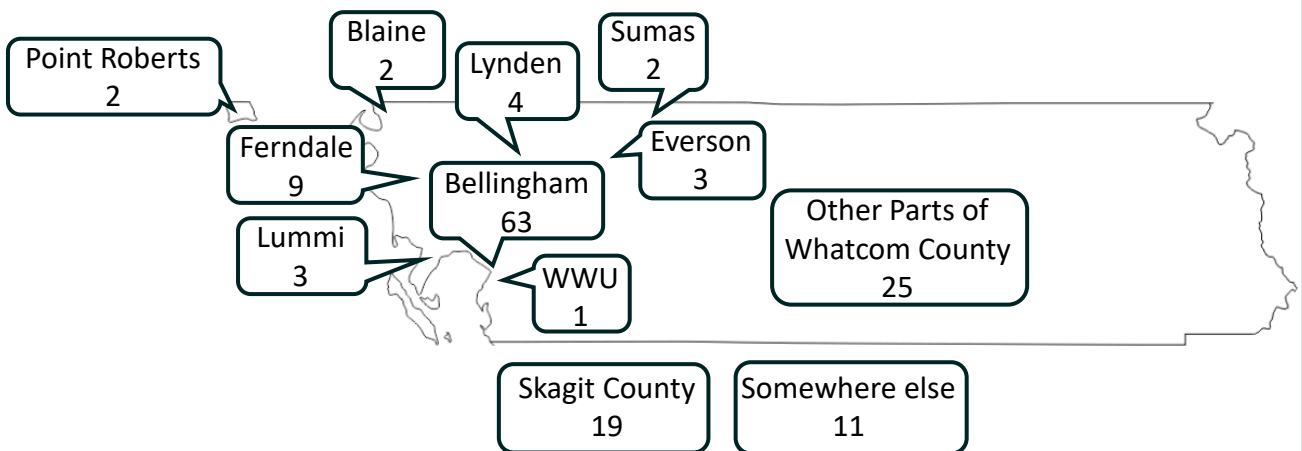 Point Roberts
2
Blaine
2
Lynden
4
Sumas
2
Ferndale
9
Everson
3
Bellingham
63
Other Parts of
Whatcom County
25
Lummi
3
WWU
1
Skagit County
19
Somewhere else
11